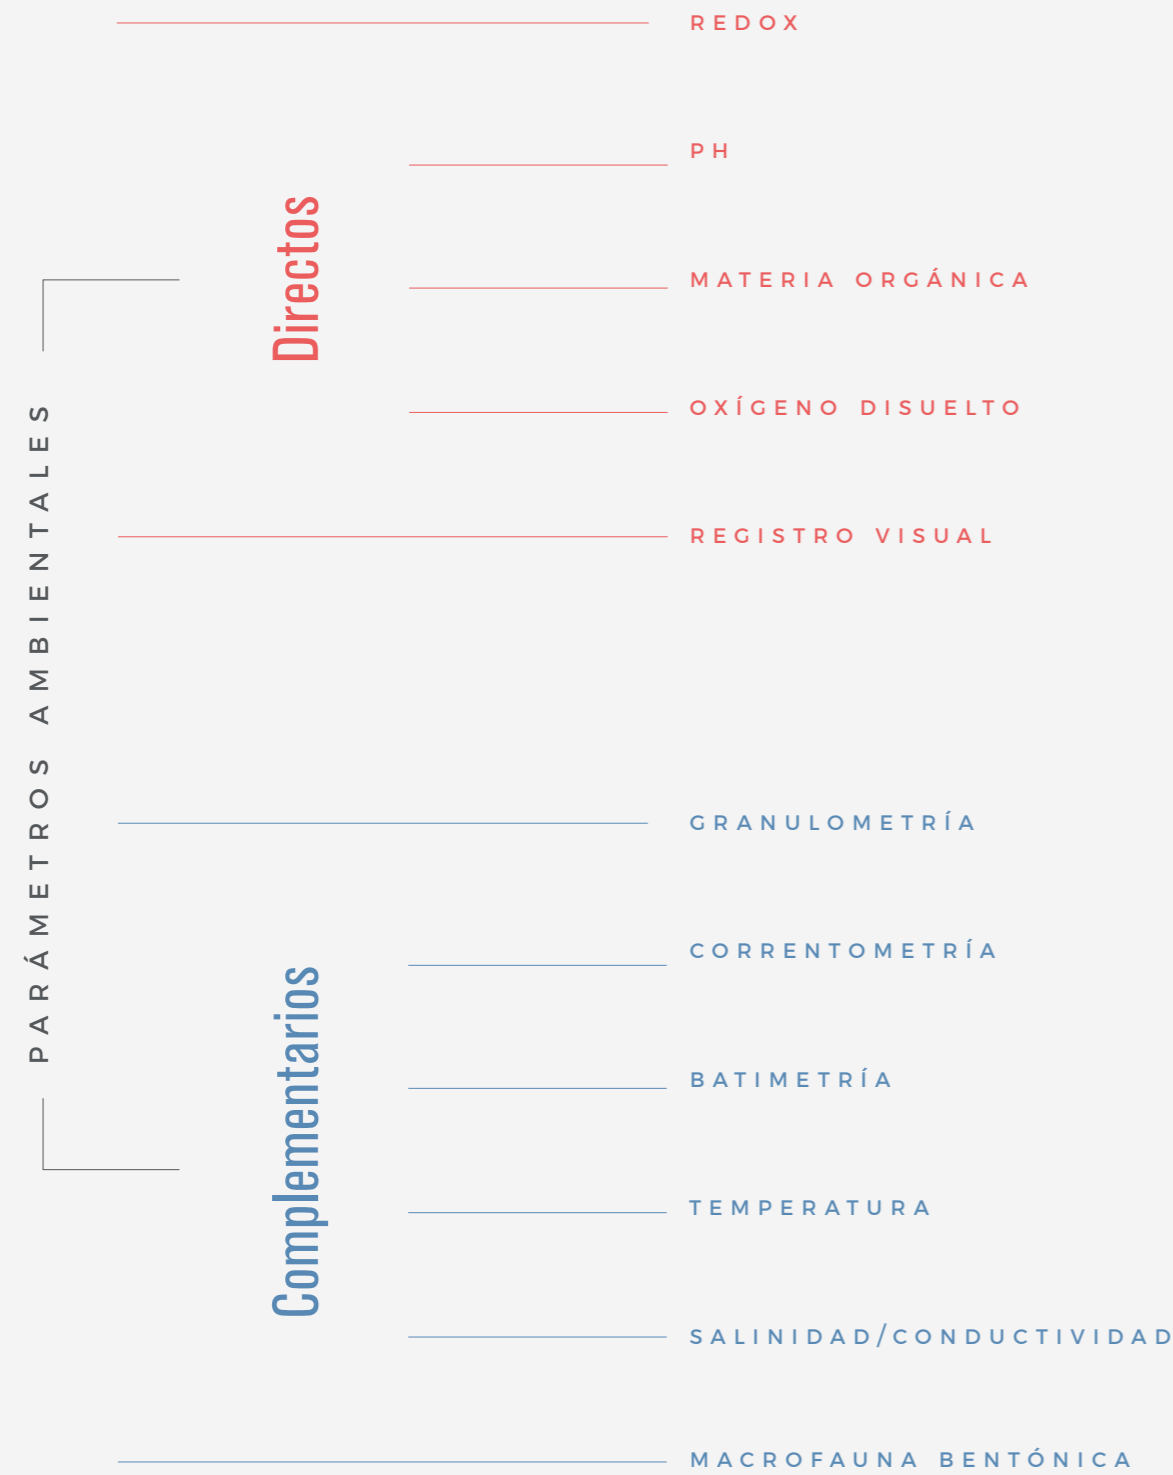 PARÁMETROS AMBIENTALES
Directos
REDOX
PH
MATERIA ORGÁNICA
OXÍGENO DISUELTO
REGISTRO VISUAL
Complementarios
GRANULOMETRÍA
CORRENTOMETRÍA
BATIMETRÍA
TEMPERATURA
SALINIDAD/CONDUCTIVIDAD
MACROFAUNA BENTÓNICA